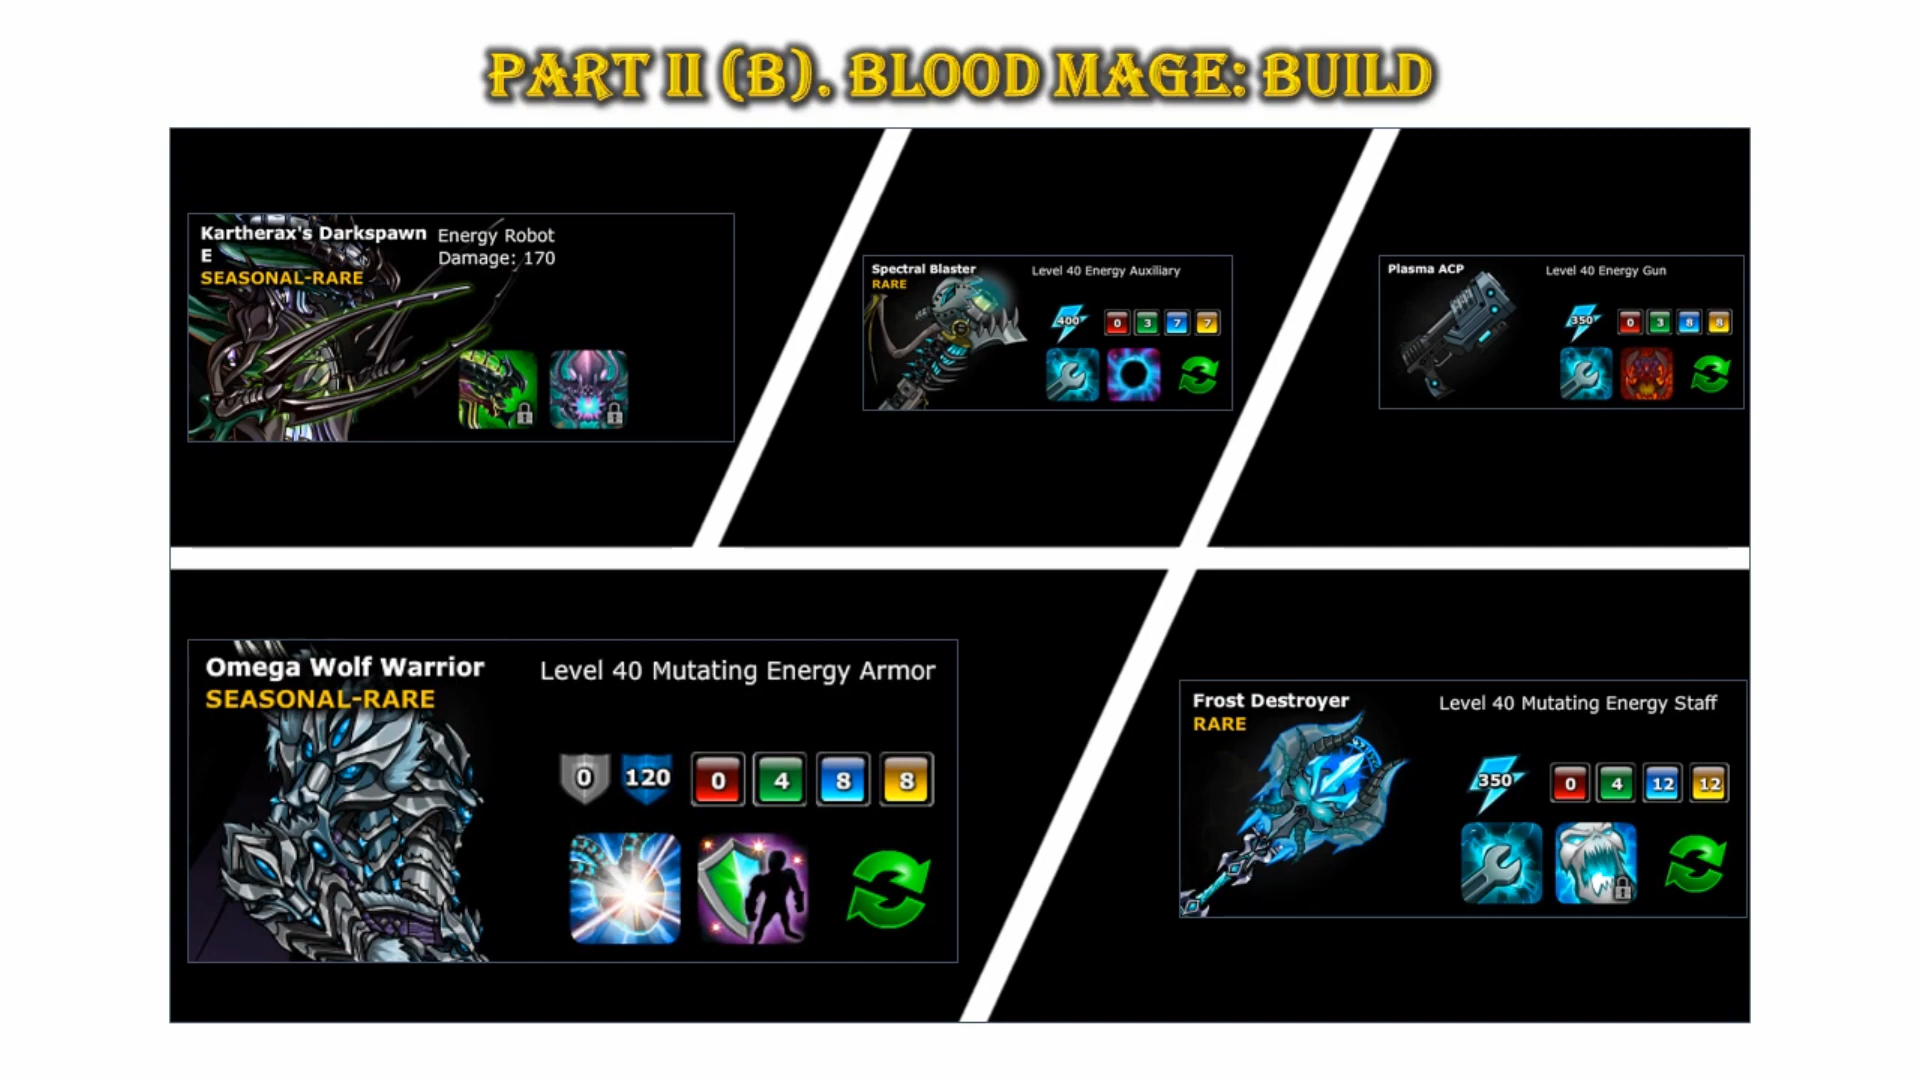 PART II (B). BLOOD MAGE: BUILD
Kartherax's Darkspawn
E
SEASONAL-RARE
Energy Robot
Damage: 170
Spectral Blaster
RARE
Level 40 Energy Auxiliary
400
0 3 7 7
Plasma ACP
Level 40 Energy Gun
350
0 3 8 8
Omega Wolf Warrior
SEASONAL-RARE
Level 40 Mutating Energy Armor
0 120 0 4 8 8
Frost Destroyer
RARE
Level 40 Mutating Energy Staff
350 0 4 12 12